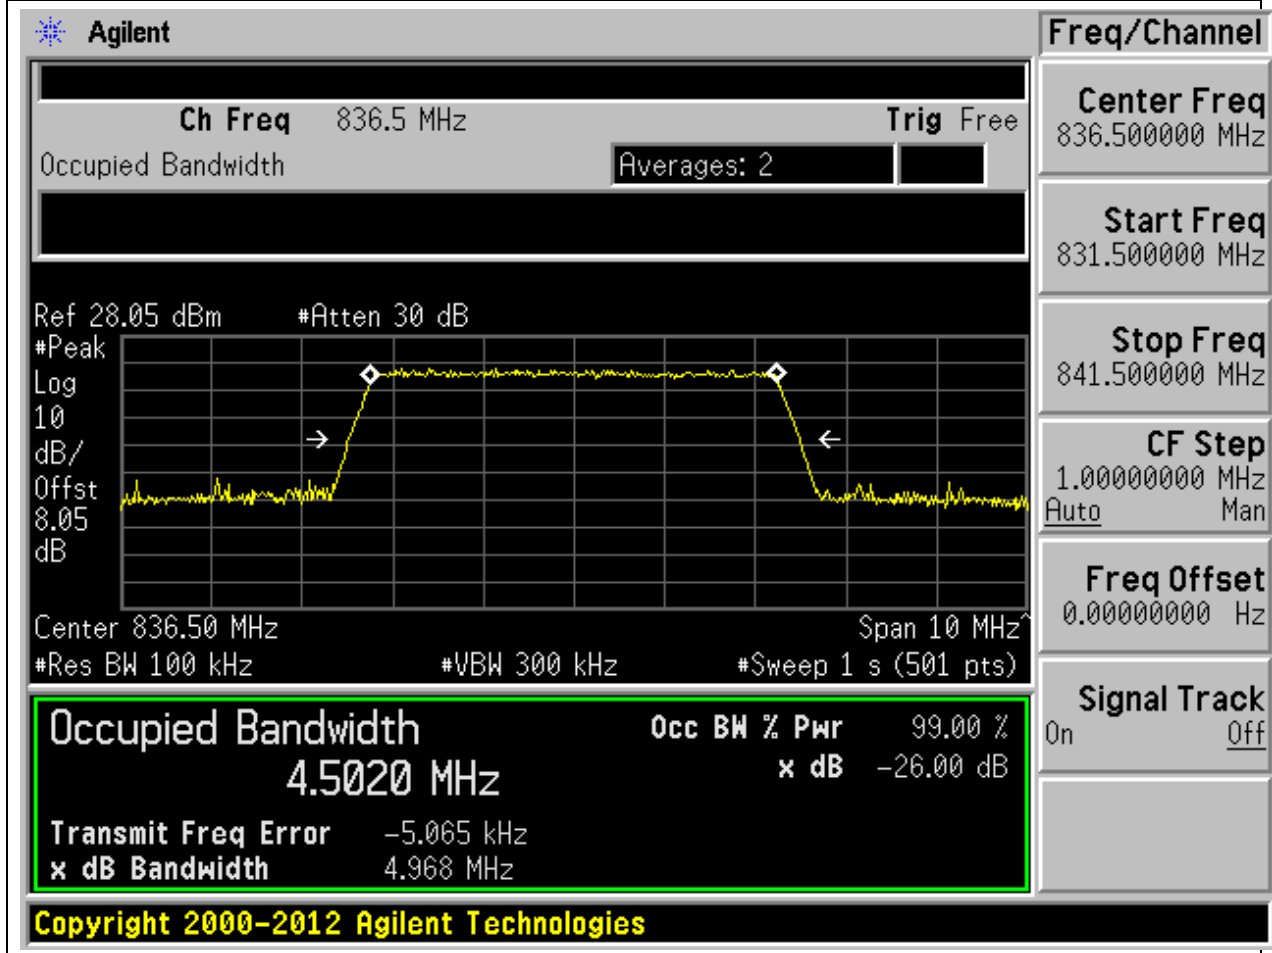 Agilent
Freq/Channel
Ch Freq 836.5 MHz Trig Free
Occupied Bandwidth Averages: 2
Center Freq
836.500000 MHz
Start Freq
831.500000 MHz
Stop Freq
841.500000 MHz
CF Step
1.00000000 MHz
Auto Man
Freq Offset
0.00000000 Hz
Signal Track
On Off
Ref 28.05 dBm #Atten 30 dB
#Peak
Log
10
dB/
Offst
8.05
dB
Center 836.50 MHz Span 10 MHz^
#Res BW 100 kHz #VBW 300 kHz #Sweep 1 s (501 pts)
Occupied Bandwidth Occ BW % Pwr 99.00 %
4.5020 MHz x dB -26.00 dB
Transmit Freq Error -5.065 kHz
x dB Bandwidth 4.968 MHz
Copyright 2000-2012 Agilent Technologies